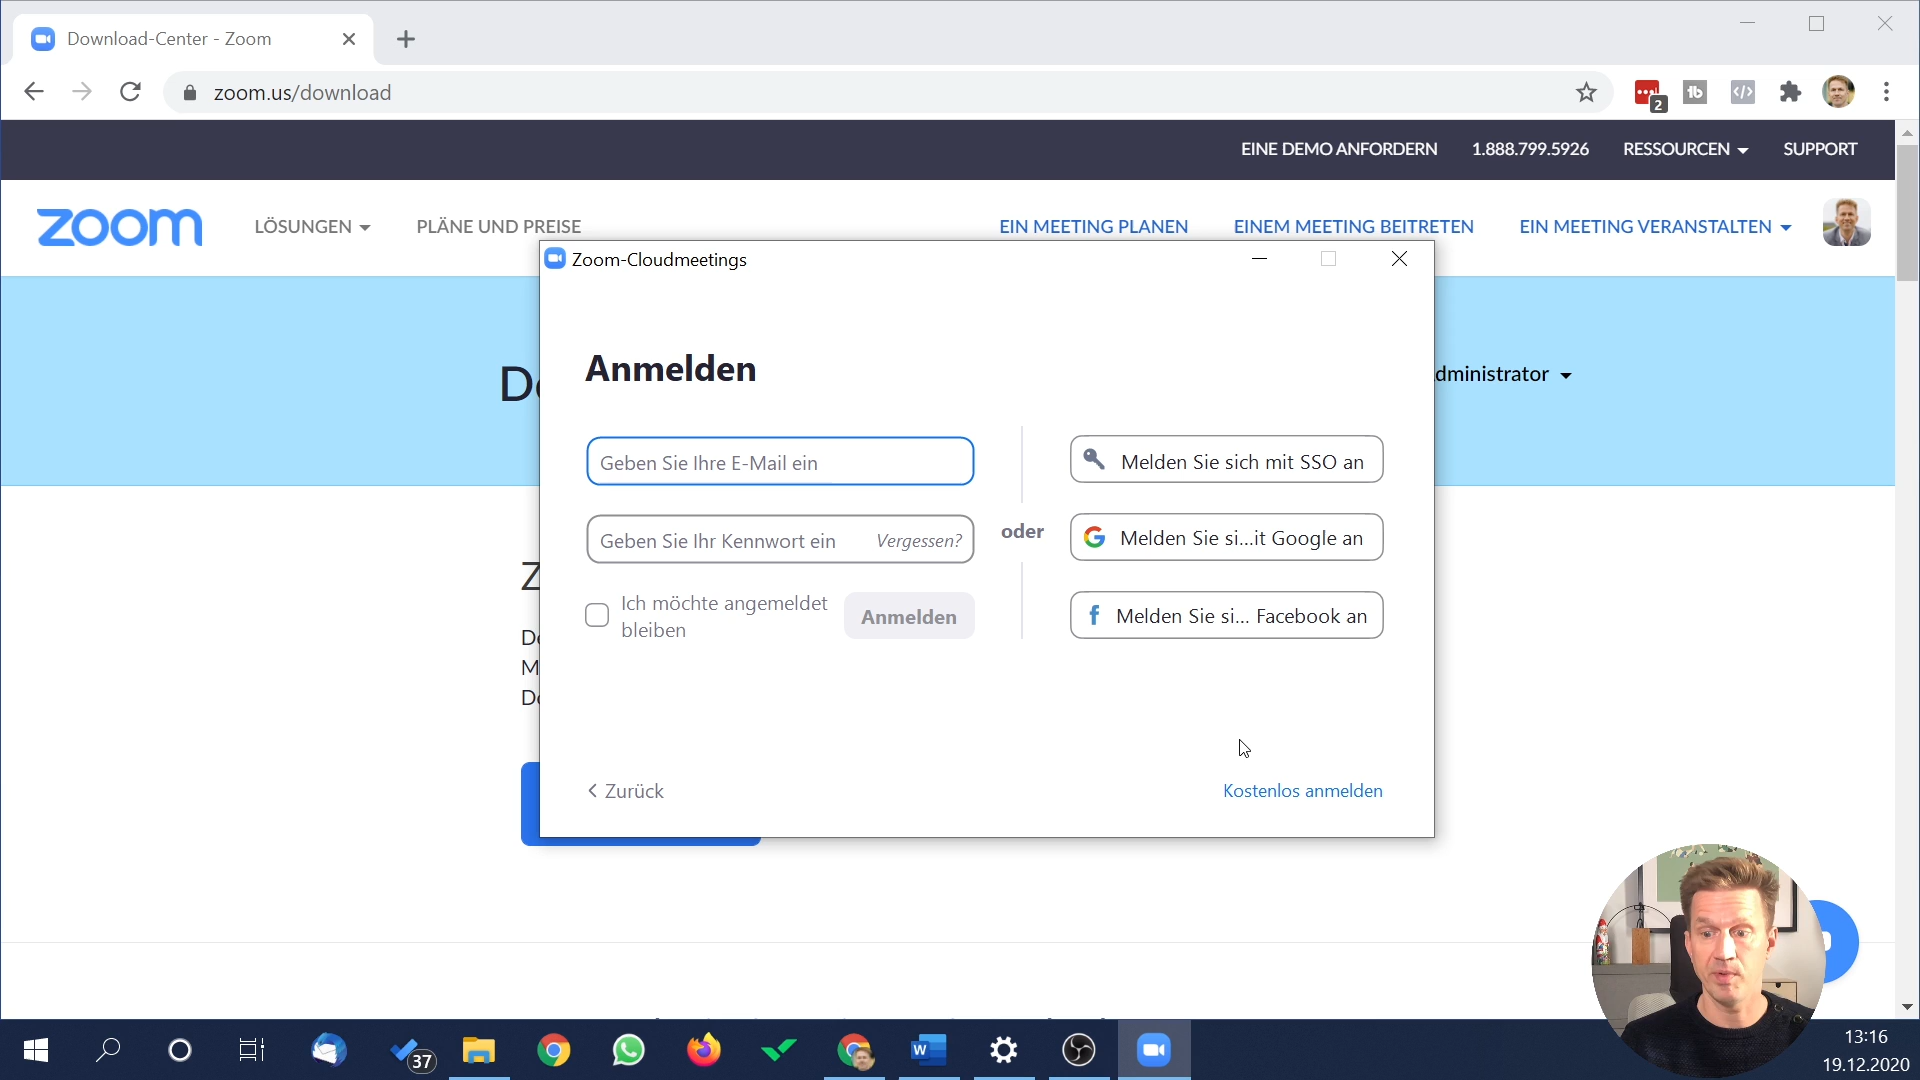 Download-Center - Zoom
zoom.us/download
2
EINE DEMO ANFORDERN 1.888.799.5926 RESSOURCEN SUPPORT
zoom LÖSUNGEN PLÄNE UND PREISE EIN MEETING PLANEN EINEM MEETING BEITRETEN EIN MEETING VERANSTALTEN
Zoom-Cloudmeetings
Anmelden
dministrator
Geben Sie Ihre E-Mail ein
Melden Sie sich mit SSO an
Geben Sie Ihr Kennwort ein Vergessen?
oder
Melden Sie si...it Google an
Ich möchte angemeldet
bleiben
Anmelden
Melden Sie si... Facebook an
Zurück
Kostenlos anmelden
37
13:16
19.12.2020